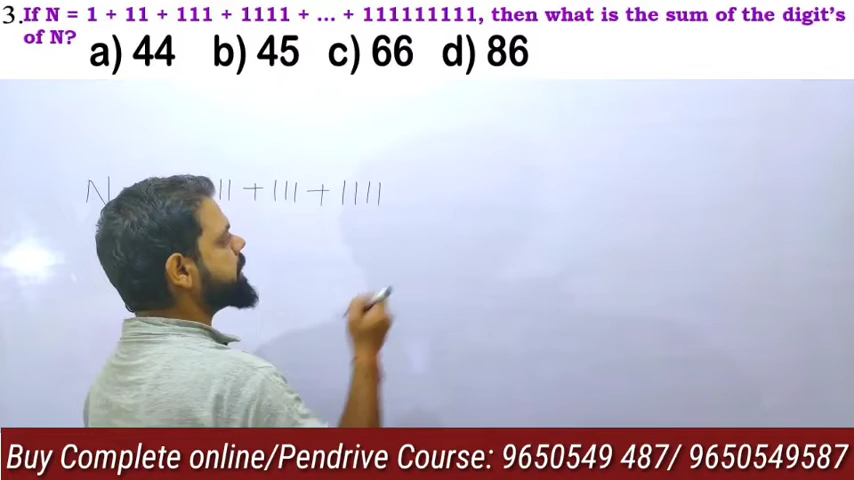 3.If N = 1 + 11 + 111 + 1111 + ... + 111111111, then what is the sum of the digit's
of N?
a) 44 b) 45 c) 66 d) 86
N 11 + 111 + 1111
Buy Complete online/Pendrive Course: 9650549 487/ 9650549587